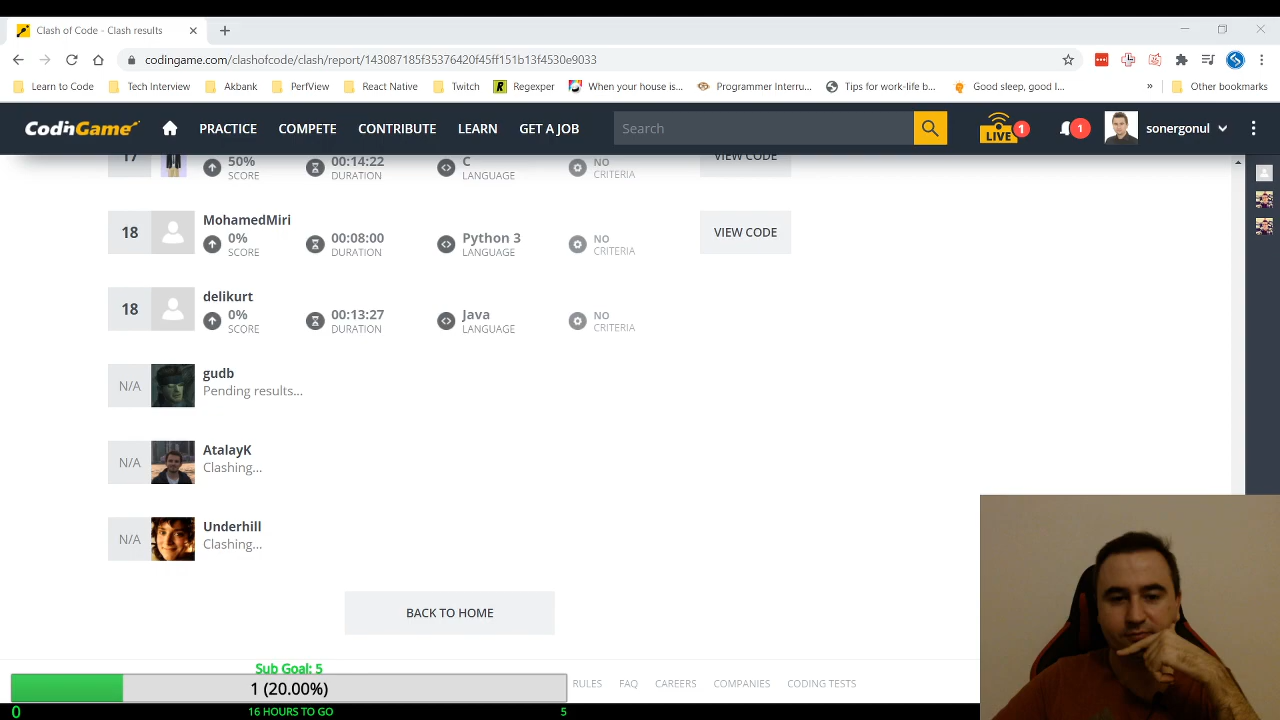 Clash of Code - Clash results
codingame.com/clashofcode/clash/report/143087185f35376420f45ff151b13f4530e9033
Learn to Code Tech Interview Akbank PerfView React Native Twitch Regexper When your house is... Programmer Interru... Tips for work-life b... Good sleep, good l... » Other bookmarks
CodinGame PRACTICE COMPETE CONTRIBUTE LEARN GET A JOB Search LIVE 1 1 sonergonul
17 50% 00:14:22 C NO VIEW CODE
SCORE DURATION LANGUAGE CRITERIA
MohamedMiri
18 0% 00:08:00 Python 3 NO VIEW CODE
SCORE DURATION LANGUAGE CRITERIA
delikurt
18 0% 00:13:27 Java NO
SCORE DURATION LANGUAGE CRITERIA
gudb
N/A Pending results...
AtalayK
N/A Clashing...
Underhill
N/A Clashing...
BACK TO HOME
Sub Goal: 5
1 (20.00%)
RULES FAQ CAREERS COMPANIES CODING TESTS
0 16 HOURS TO GO 5